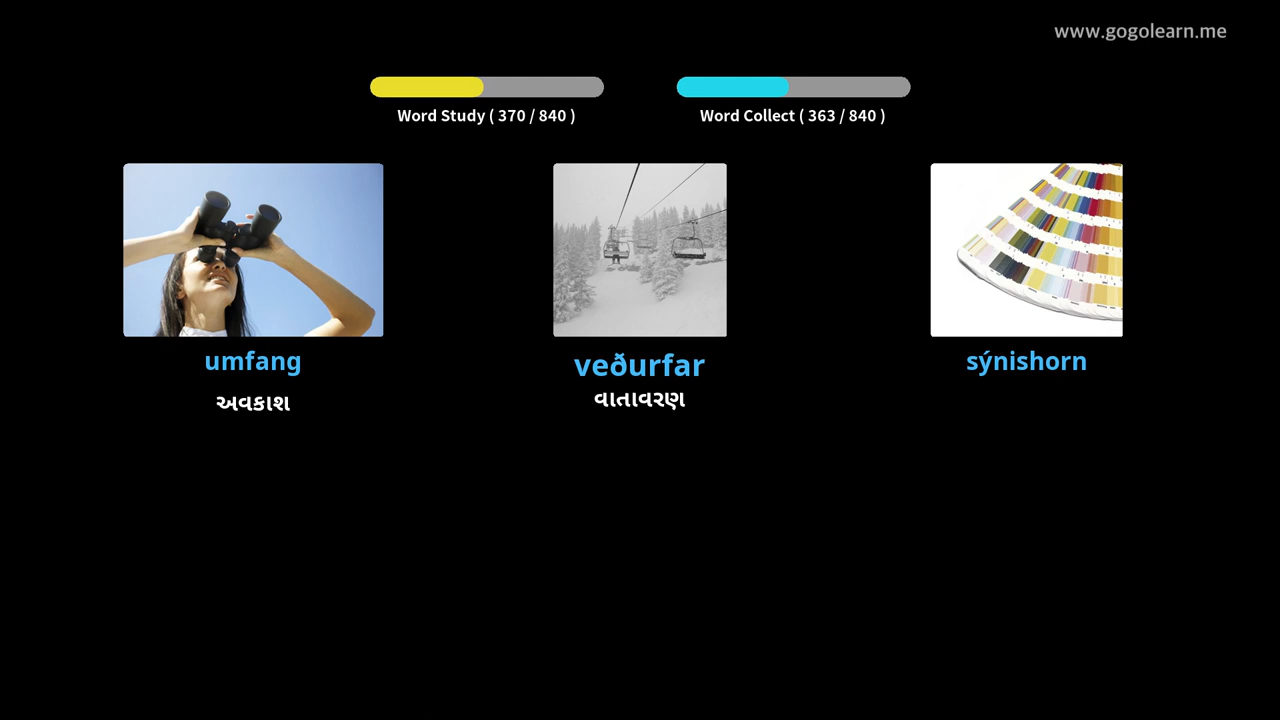 www.gogolearn.me
Word Study ( 370 / 840 )
Word Collect ( 363 / 840 )
umfang
veðurfar
sýnishorn
અવકાશ
વાતાવરણ